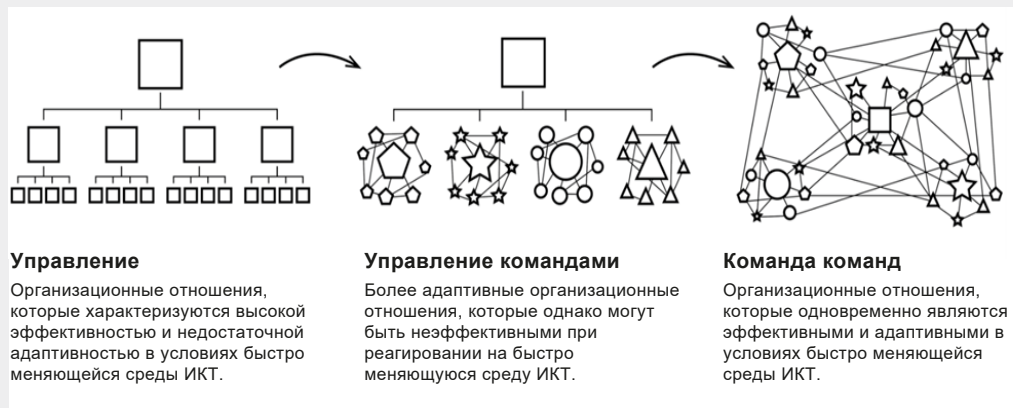 Управление
Организационные отношения,
которые характеризуются высокой
эффективностью и недостаточной
адаптивностью в условиях быстро
меняющейся среды ИКТ.
Управление командами
Более адаптивные организационные
отношения, которые однако могут
быть неэффективными при
реагировании на быстро
меняющуюся среду ИКТ.
Команда команд
Организационные отношения,
которые одновременно являются
эффективными и адаптивными в
условиях быстро меняющейся
среды ИКТ.